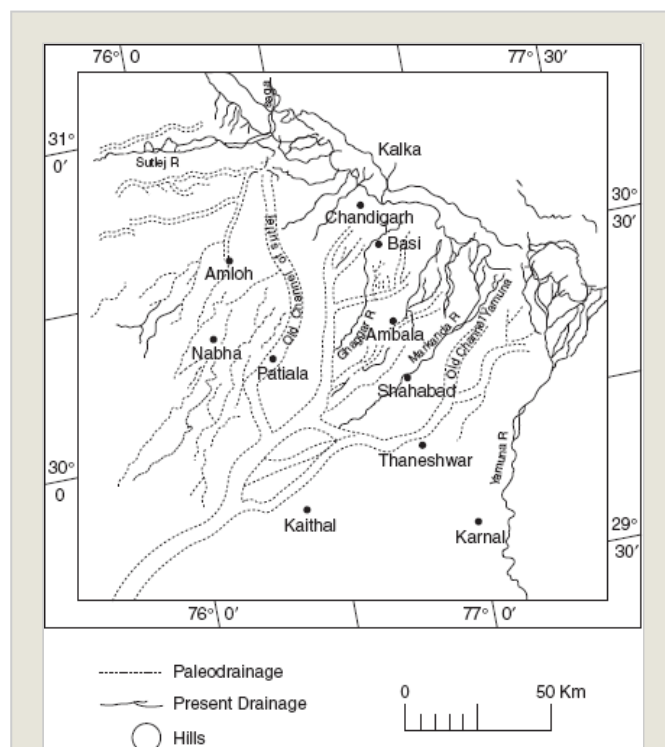 76° 0
77° 30′
31°
0′
Sutlej R
Kalka
30°
30′
Chandigarh
Basi
Old Channel of Sutlej
Amloh
Ghaggar R
Ambala
Markanda R
Old Channel Yamuna
Nabha
Patiala
Shahabad
Thaneshwar
Yamuna R
30°
0
Kaithal
Karnal
29°
30′
76° 0′
77° 0′
Paleodrainage
Present Drainage
Hills
0
50 Km